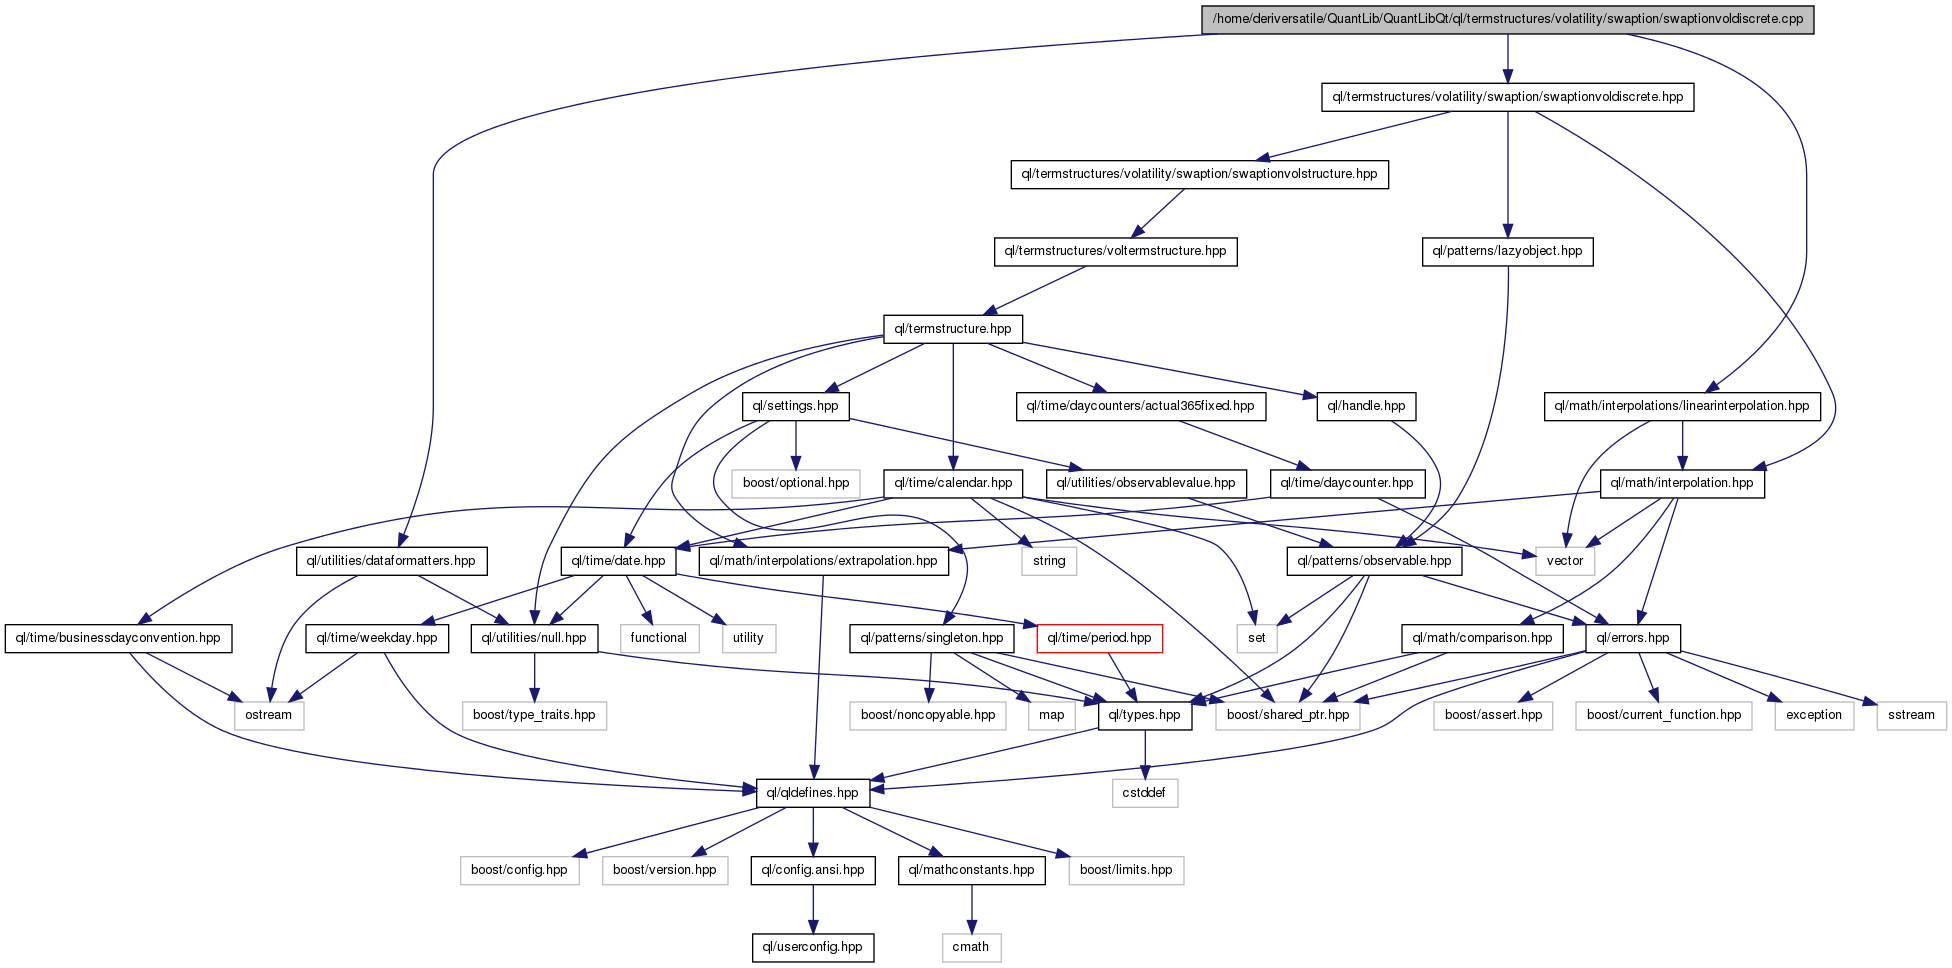 /home/deriversatile/QuantLib/QuantLibQt/ql/termstructures/volatility/swaption/swaptionvoldiscrete.cpp
ql/termstructures/volatility/swaption/swaptionvoldiscrete.hpp
ql/termstructures/volatility/swaption/swaptionvolstructure.hpp
ql/termstructures/voltermstructure.hpp
ql/patterns/lazyobject.hpp
ql/termstructure.hpp
ql/settings.hpp
ql/time/daycounters/actual365fixed.hpp
ql/handle.hpp
ql/math/interpolations/linearinterpolation.hpp
boost/optional.hpp
ql/time/calendar.hpp
ql/utilities/observablevalue.hpp
ql/time/daycounter.hpp
ql/math/interpolation.hpp
ql/utilities/dataformatters.hpp
ql/time/date.hpp
ql/math/interpolations/extrapolation.hpp
string
ql/patterns/observable.hpp
vector
ql/time/businessdayconvention.hpp
ql/time/weekday.hpp
ql/utilities/null.hpp
functional
utility
ql/patterns/singleton.hpp
ql/time/period.hpp
set
ql/math/comparison.hpp
ql/errors.hpp
ostream
boost/type_traits.hpp
boost/noncopyable.hpp
map
ql/types.hpp
boost/shared_ptr.hpp
boost/assert.hpp
boost/current_function.hpp
exception
sstream
ql/qldefines.hpp
cstddef
boost/config.hpp
boost/version.hpp
ql/config.ansi.hpp
ql/mathconstants.hpp
boost/limits.hpp
ql/userconfig.hpp
cmath